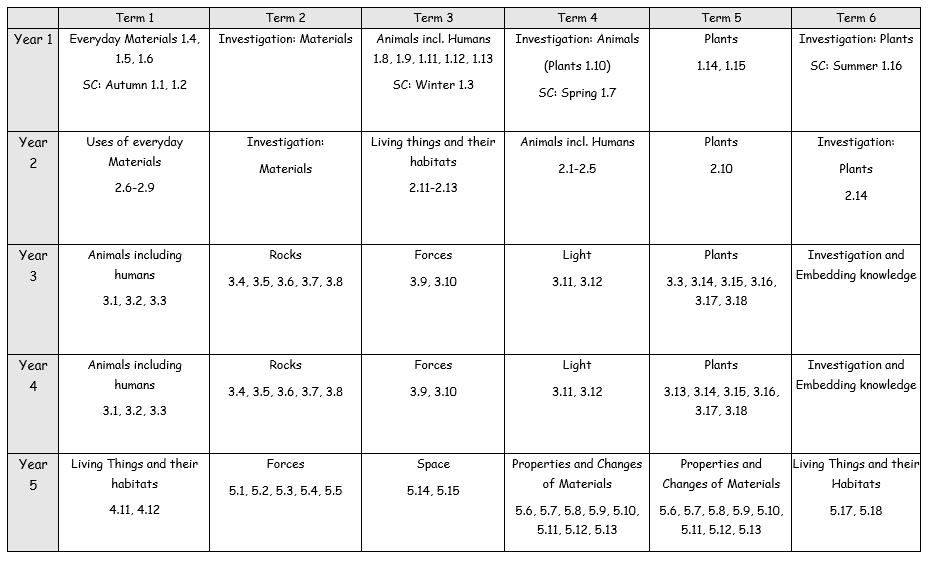 Term 1 Term 2 Term 3 Term 4 Term 5 Term 6
Year 1
Everyday Materials 1.4,
1.5, 1.6
SC: Autumn 1.1, 1.2
Investigation: Materials
Animals incl. Humans
1.8, 1.9, 1.11, 1.12, 1.13
SC: Winter 1.3
Investigation: Animals
(Plants 1.10)
SC: Spring 1.7
Plants
1.14, 1.15
Investigation: Plants
SC: Summer 1.16
Year
2
Uses of everyday
Materials
2.6-2.9
Investigation:
Materials
Living things and their
habitats
2.11-2.13
Animals incl. Humans
2.1-2.5
Plants
2.10
Investigation:
Plants
2.14
Year
3
Animals including
humans
3.1, 3.2, 3.3
Rocks
3.4, 3.5, 3.6, 3.7, 3.8
Forces
3.9, 3.10
Light
3.11, 3.12
Plants
3.3, 3.14, 3.15, 3.16,
3.17, 3.18
Investigation and
Embedding knowledge
Year
4
Animals including
humans
3.1, 3.2, 3.3
Rocks
3.4, 3.5, 3.6, 3.7, 3.8
Forces
3.9, 3.10
Light
3.11, 3.12
Plants
3.13, 3.14, 3.15, 3.16,
3.17, 3.18
Investigation and
Embedding knowledge
Year
5
Living Things and their
habitats
4.11, 4.12
Forces
5.1, 5.2, 5.3, 5.4, 5.5
Space
5.14, 5.15
Properties and Changes
of Materials
5.6, 5.7, 5.8, 5.9, 5.10,
5.11, 5.12, 5.13
Properties and
Changes of Materials
5.6, 5.7, 5.8, 5.9, 5.10,
5.11, 5.12, 5.13
Living Things and their
Habitats
5.17, 5.18